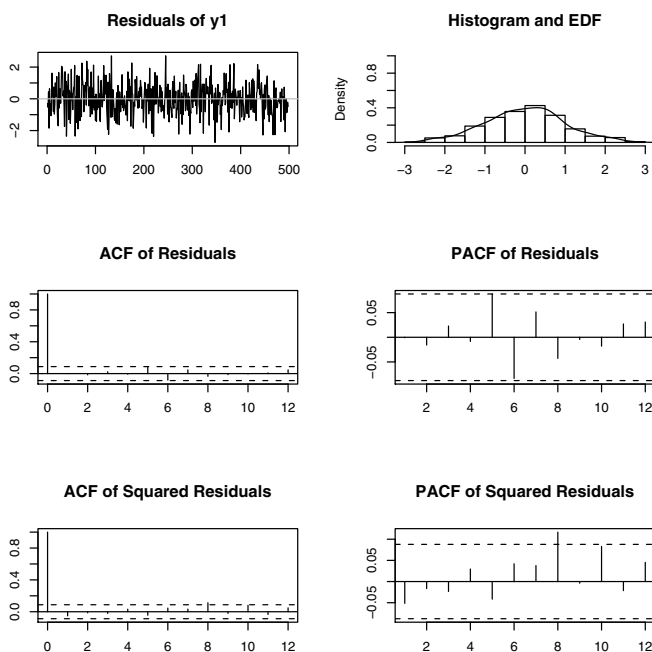 Residuals of y1
2
0
−2
0 100 200 300 400 500
Histogram and EDF
Density
0.8
0.4
0.0
−3 −2 −1 0 1 2 3
ACF of Residuals
0.8
0.4
0.0
0 2 4 6 8 10 12
PACF of Residuals
0.05
−0.05
2 4 6 8 10 12
ACF of Squared Residuals
0.8
0.4
0.0
0 2 4 6 8 10 12
PACF of Squared Residuals
0.05
−0.05
2 4 6 8 10 12